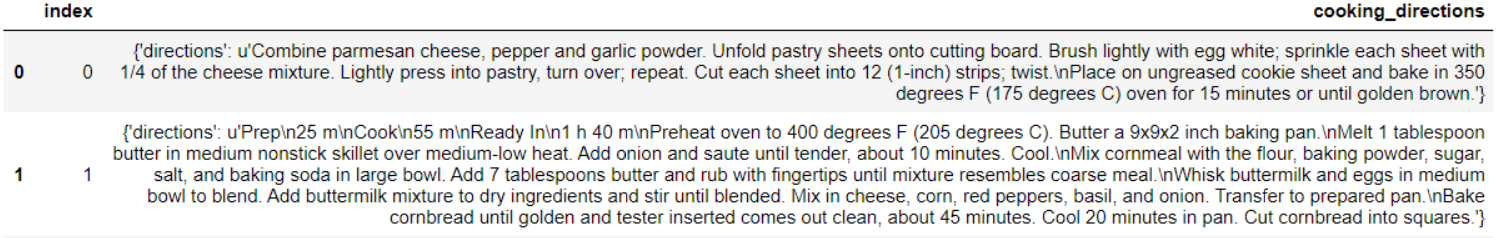 index cooking_directions
{'directions': u'Combine parmesan cheese, pepper and garlic powder. Unfold pastry sheets onto cutting board. Brush lightly with egg white; sprinkle each sheet with
0 0 1/4 of the cheese mixture. Lightly press into pastry, turn over; repeat. Cut each sheet into 12 (1-inch) strips; twist.\nPlace on ungreased cookie sheet and bake in 350
degrees F (175 degrees C) oven for 15 minutes or until golden brown.'}
{'directions': u'Prep\n25 m\nCook\n55 m\nReady In\n1 h 40 m\nPreheat oven to 400 degrees F (205 degrees C). Butter a 9x9x2 inch baking pan.\nMelt 1 tablespoon
butter in medium nonstick skillet over medium-low heat. Add onion and saute until tender, about 10 minutes. Cool.\nMix cornmeal with the flour, baking powder, sugar,
1 1 salt, and baking soda in large bowl. Add 7 tablespoons butter and rub with fingertips until mixture resembles coarse meal.\nWhisk buttermilk and eggs in medium
bowl to blend. Add buttermilk mixture to dry ingredients and stir until blended. Mix in cheese, corn, red peppers, basil, and onion. Transfer to prepared pan.\nBake
cornbread until golden and tester inserted comes out clean, about 45 minutes. Cool 20 minutes in pan. Cut cornbread into squares.'}